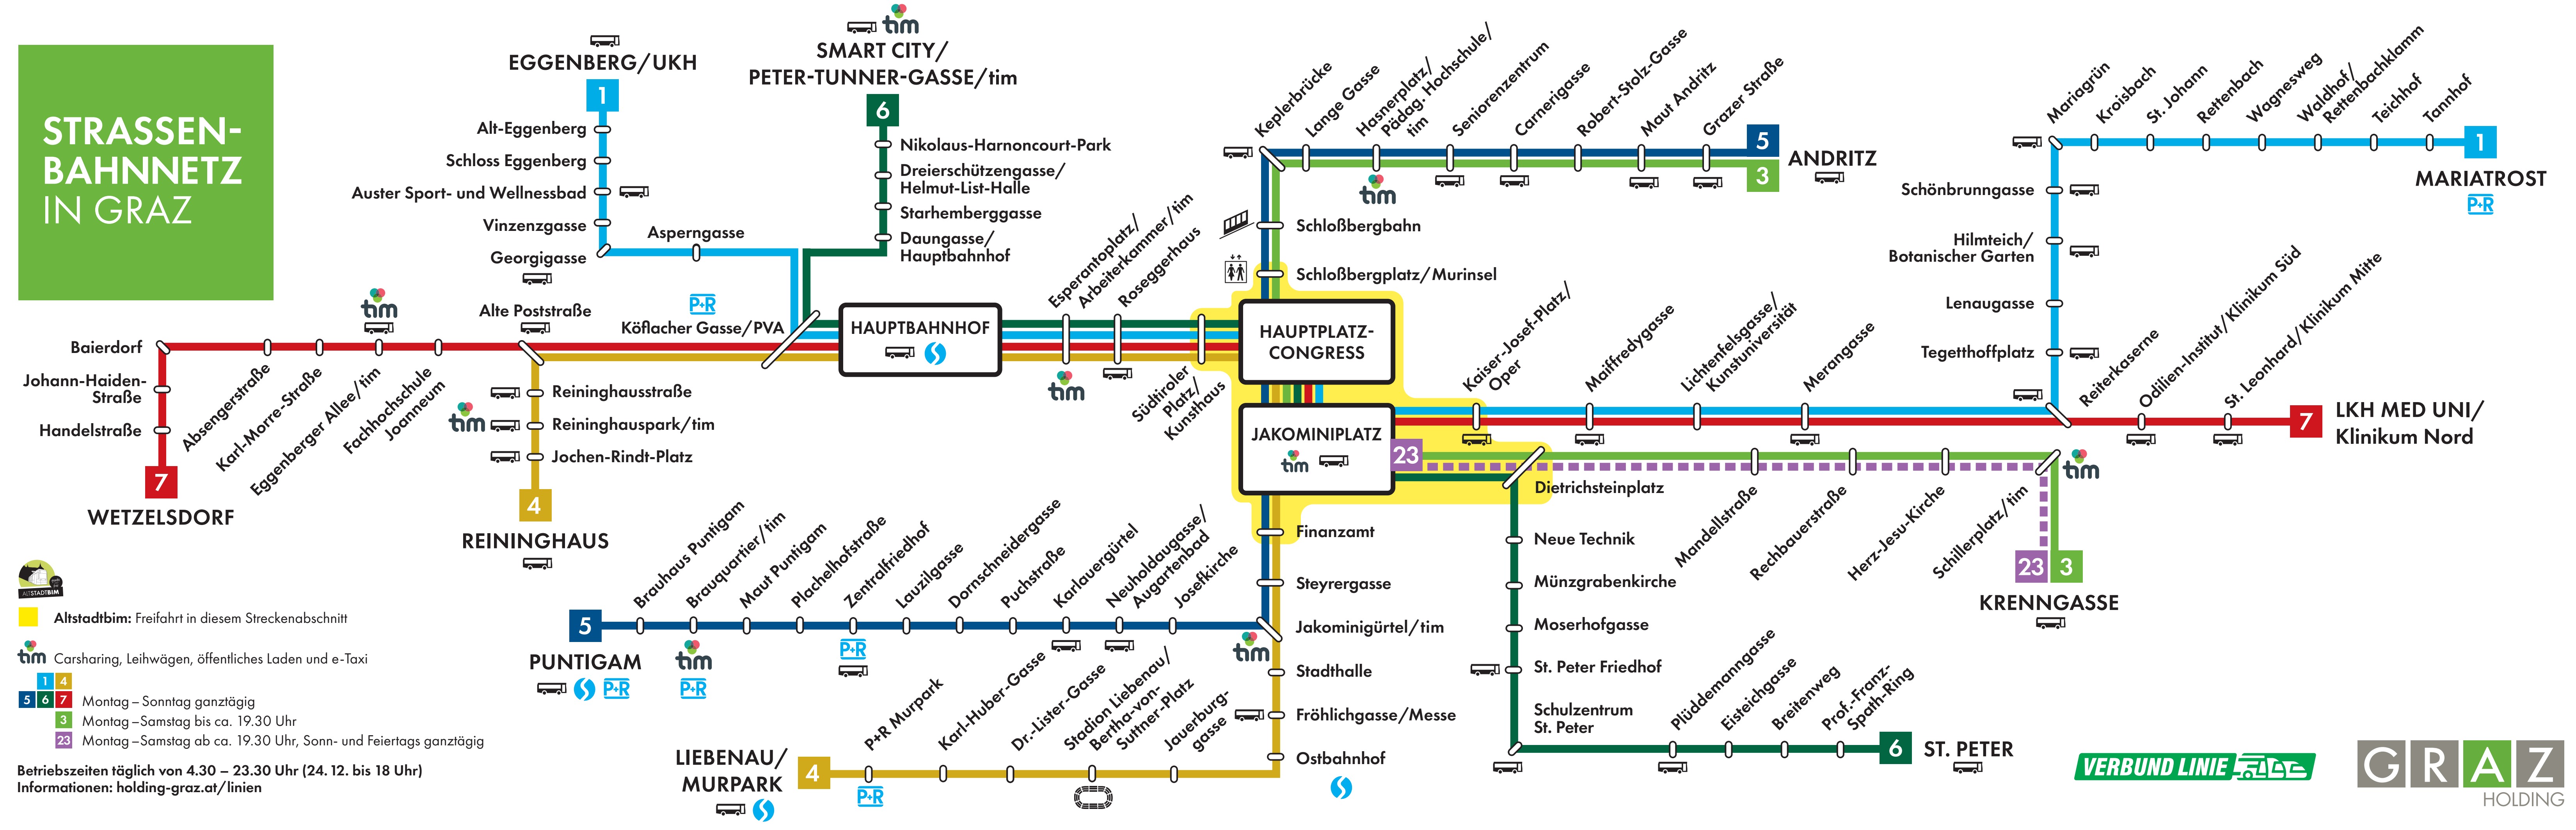 STRASSEN-
BAHNNETZ
IN GRAZ
EGGENBERG/UKH
1
Alt-Eggenberg
Schloss Eggenberg
Auster Sport- und Wellnessbad
Vinzenzgasse
Georgigasse
Asperngasse
tim
SMART CITY/
PETER-TUNNER-GASSE/tim
6
Nikolaus-Harnoncourt-Park
Dreierschützengasse/
Helmut-List-Halle
Starhemberggasse
Daungasse/
Hauptbahnhof
P+R
Köflacher Gasse/PVA
Alte Poststraße
tim
Baierdorf
Johann-Haiden-
Straße
Handelstraße
7
WETZELSDORF
Absengerstraße
Karl-Morre-Straße
Eggenberger Allee/tim
Fachhochschule
Joanneum
Reininghausstraße
tim
Reininghauspark/tim
Jochen-Rindt-Platz
4
REININGHAUS
HAUPTBAHNHOF
Esperantoplatz/
Arbeiterkammer/tim
Roseggerhaus
tim
Südtiroler
Platz/
Kunsthaus
HAUPTPLATZ-
CONGRESS
JAKOMINIPLATZ
tim
23
Keplerbrücke
Lange Gasse
Hasnerplatz/
Pädag. Hochschule/
tim
Seniorenzentrum
Carnerigasse
Robert-Stolz-Gasse
Maut Andritz
Grazer Straße
5
3
ANDRITZ
tim
Schloßbergbahn
Schloßbergplatz/Murinsel
Kaiser-Josef-Platz/
Oper
Maiffredygasse
Lichtenfelsgasse/
Kunstuniversität
Merangasse
Mariagrün
Kroisbach
St. Johann
Rettenbach
Wagnesweg
Waldhof/
Rettenbachklamm
Teichhof
Tannhof
1
MARIATROST
P+R
Schönbrunngasse
Hilmteich/
Botanischer Garten
Lenaugasse
Tegetthoffplatz
Reiterkaserne
Odilien-Institut/Klinikum Süd
St. Leonhard/Klinikum Mitte
7
LKH MED UNI/
Klinikum Nord
Dietrichsteinplatz
Mandellstraße
Rechbauerstraße
Herz-Jesu-Kirche
Schillerplatz/tim
tim
23
3
KRENNGASSE
Neue Technik
Münzgrabenkirche
Moserhofgasse
St. Peter Friedhof
Schulzentrum
St. Peter
Plüddemanngasse
Eisteichgasse
Breitenweg
Prof.-Franz-
Spath-Ring
6
ST. PETER
Finanzamt
Steyrergasse
Jakominigürtel/tim
tim
Stadthalle
Fröhlichgasse/Messe
Ostbahnhof
5
PUNTIGAM
P+R
Brauhaus Puntigam
Brauquartier/tim
tim
P+R
Maut Puntigam
Plachelhofstraße
Zentralfriedhof
P+R
Lauzilgasse
Dornschneidergasse
Puchstraße
Karlauergürtel
Neuholdaugasse/
Augartenbad
Josefkirche
LIEBENAU/
MURPARK
4
P+R Murpark
P+R
Karl-Huber-Gasse
Dr.-Lister-Gasse
Stadion Liebenau/
Bertha-von-
Suttner-Platz
Jauerburg-
gasse
ALTSTADTBIM
Altstadtbim: Freifahrt in diesem Streckenabschnitt
tim Carsharing, Leihwägen, öffentliches Laden und e-Taxi
1 4
5 6 7 Montag – Sonntag ganztägig
3 Montag – Samstag bis ca. 19.30 Uhr
23 Montag – Samstag ab ca. 19.30 Uhr, Sonn- und Feiertags ganztägig
Betriebszeiten täglich von 4.30 – 23.30 Uhr (24. 12. bis 18 Uhr)
Informationen: holding-graz.at/linien
VERBUND LINIE
GRAZ
HOLDING